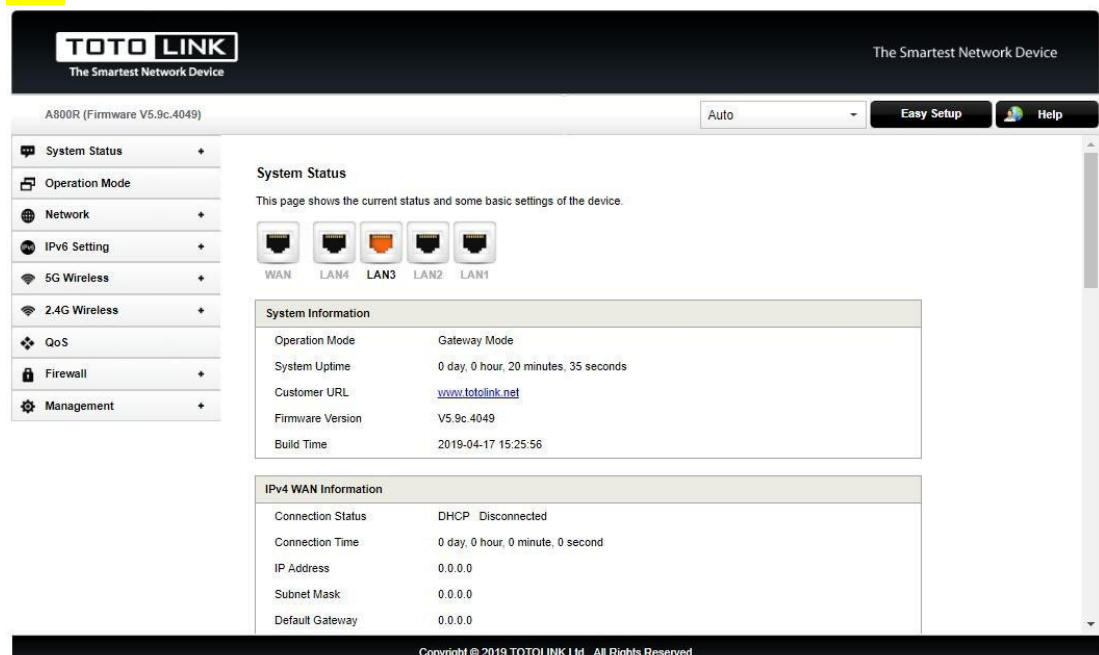 TOTO LINK
The Smartest Network Device
The Smartest Network Device
A800R (Firmware V5.9c.4049)
Auto
Easy Setup
Help
System Status +
Operation Mode
Network +
IPv6 Setting +
5G Wireless +
2.4G Wireless +
QoS
Firewall +
Management +
System Status
This page shows the current status and some basic settings of the device.
WAN LAN4 LAN3 LAN2 LAN1
System Information
Operation Mode Gateway Mode
System Uptime 0 day, 0 hour, 20 minutes, 35 seconds
Customer URL www.totolink.net
Firmware Version V5.9c.4049
Build Time 2019-04-17 15:25:56
IPv4 WAN Information
Connection Status DHCP Disconnected
Connection Time 0 day, 0 hour, 0 minute, 0 second
IP Address 0.0.0.0
Subnet Mask 0.0.0.0
Default Gateway 0.0.0.0
Copyright © 2019 TOTOLINK Ltd., All Rights Reserved